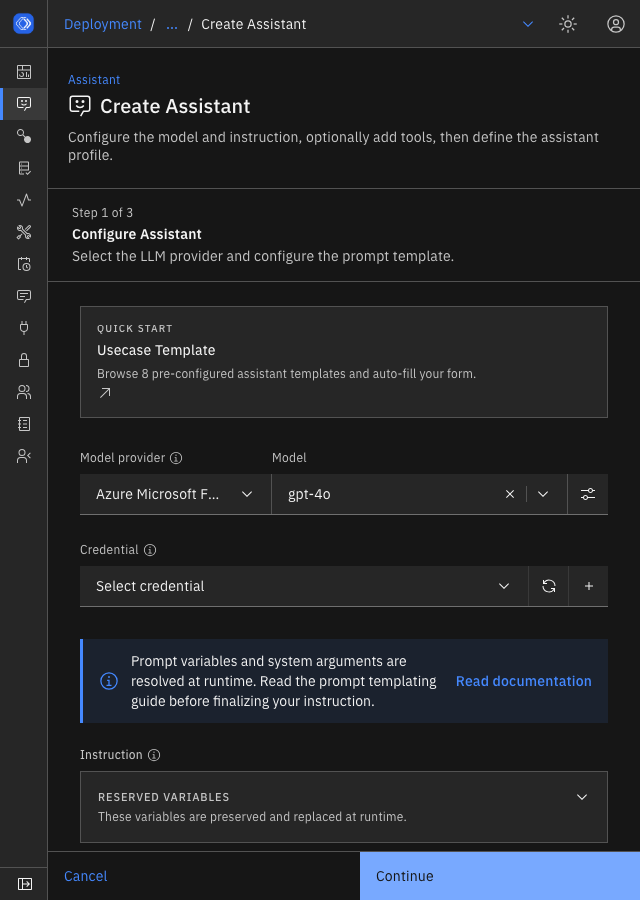 Deployment / ... / Create Assistant
Assistant
Create Assistant
Configure the model and instruction, optionally add tools, then define the assistant
profile.
Step 1 of 3
Configure Assistant
Select the LLM provider and configure the prompt template.
QUICK START
Usecase Template
Browse 8 pre-configured assistant templates and auto-fill your form.
Model provider Model
Azure Microsoft F... gpt-4o
Credential
Select credential
Prompt variables and system arguments are
resolved at runtime. Read the prompt templating
guide before finalizing your instruction.
Read documentation
Instruction
RESERVED VARIABLES
These variables are preserved and replaced at runtime.
Cancel Continue